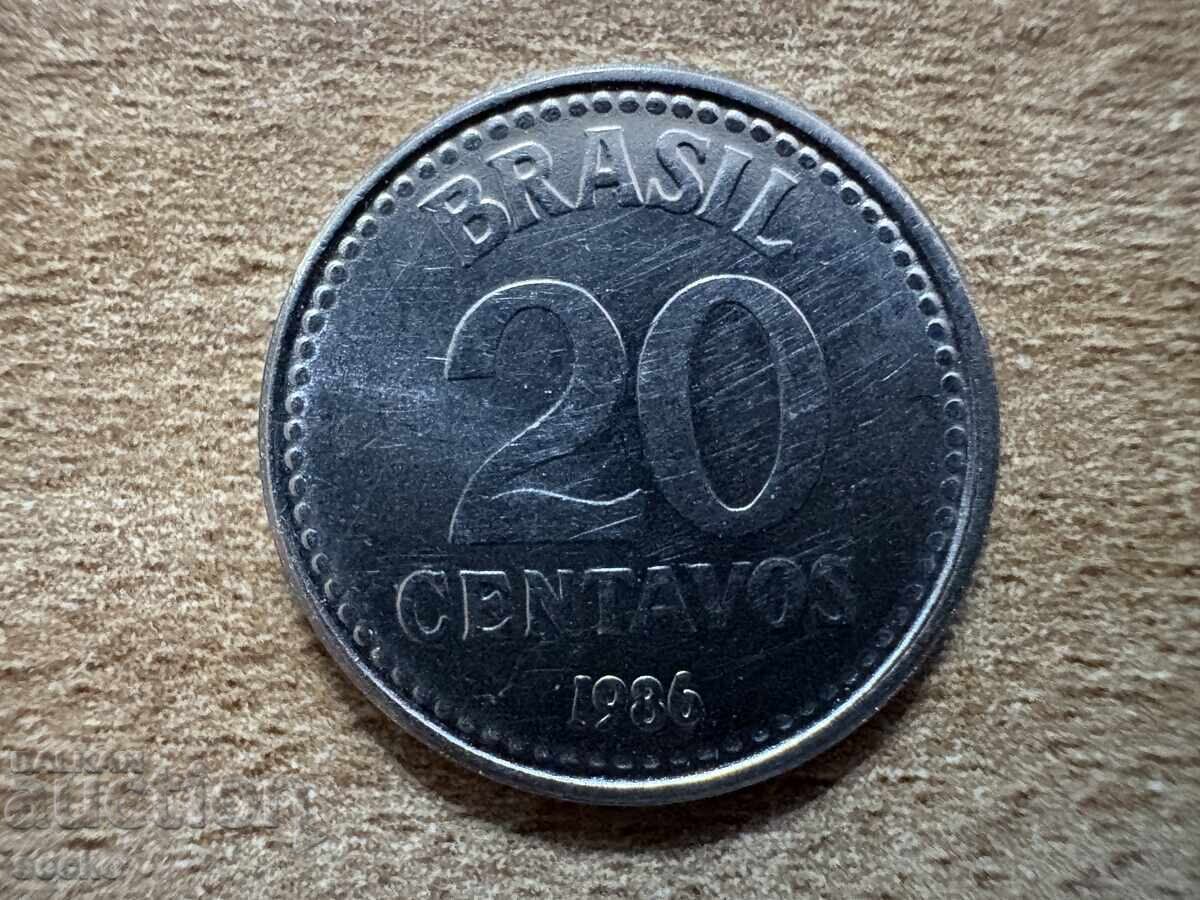 BRASIL
20
CENTAVOS
1986
BALKAN
auction